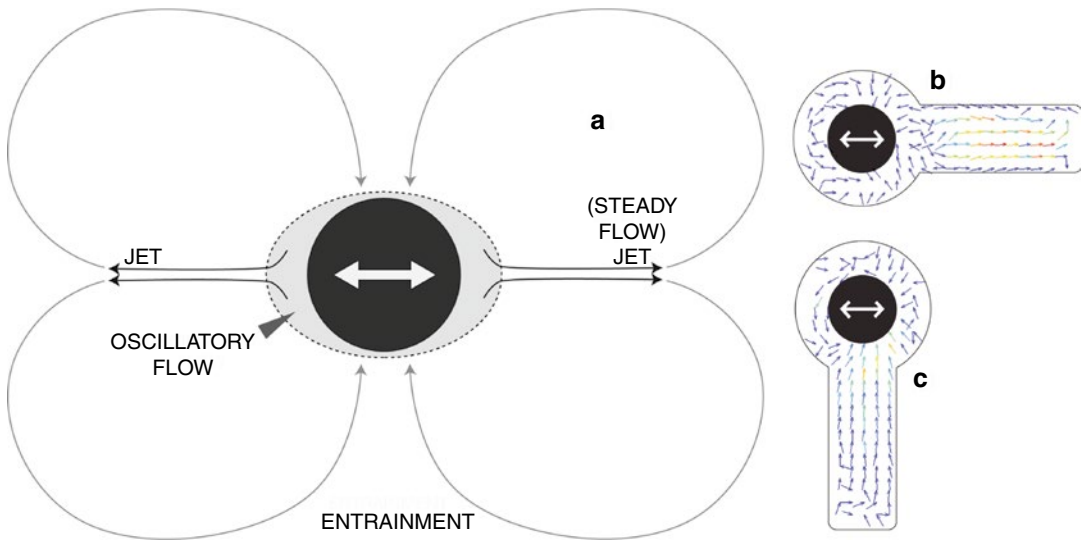 a
b
(STEADY
FLOW)
JET
JET
OSCILLATORY
FLOW
c
ENTRAINMENT